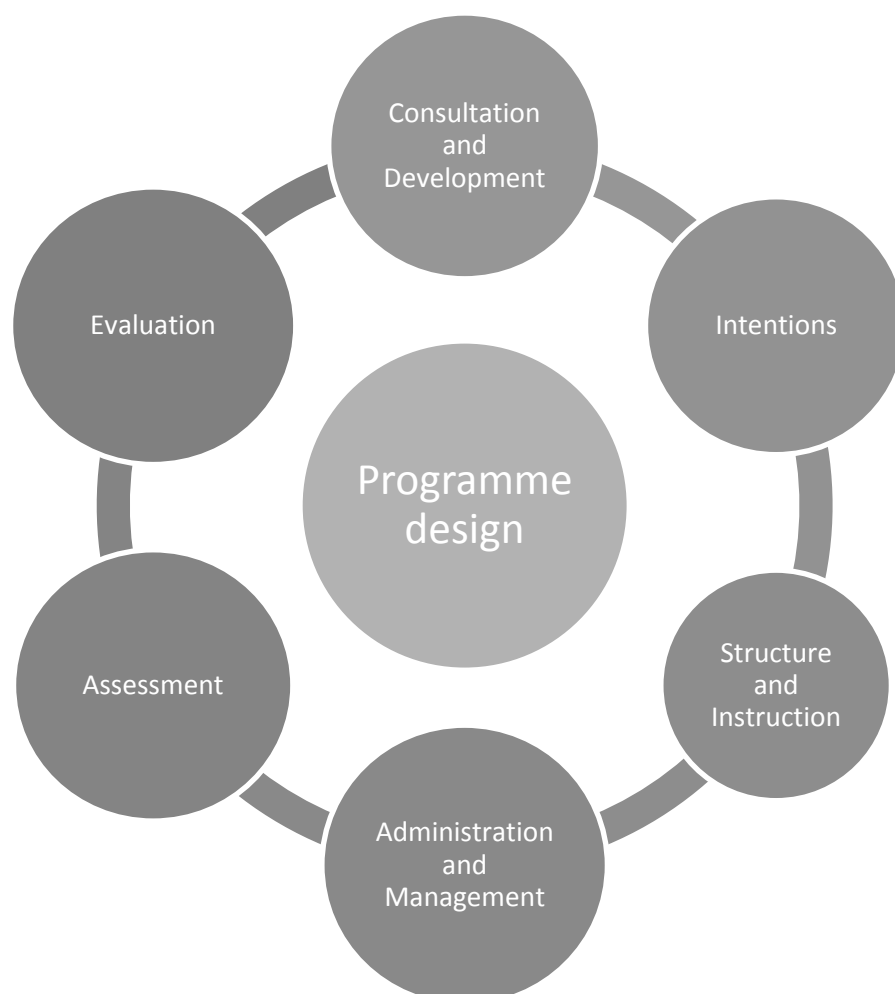 Consultation
and
Development
Intentions
Structure
and
Instruction
Administration
and
Management
Assessment
Evaluation
Programme
design